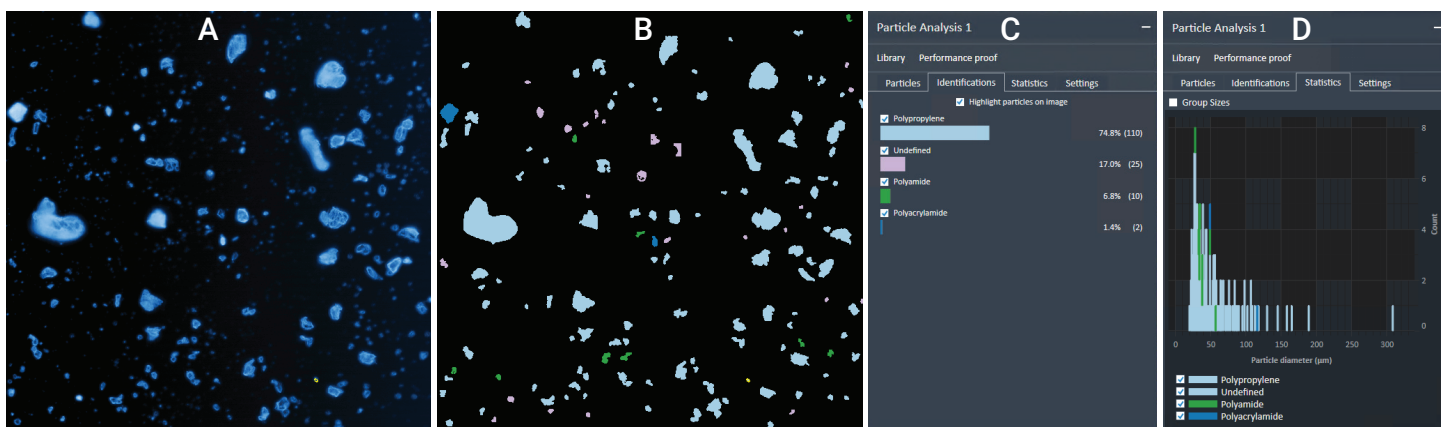 A
B
Particle Analysis 1
C
Library Performance proof
Particles Identifications Statistics Settings
Highlight particles on image
Polypropylene
74.8% (110)
Undefined
17.0% (25)
Polyamide
6.8% (10)
Polyacrylamide
1.4% (2)
Particle Analysis 1
D
Library Performance proof
Particles Identifications Statistics Settings
Group Sizes
8
6
4
2
0
Count
0 50 100 150 200 250 300
Particle diameter (µm)
Polypropylene
Undefined
Polyamide
Polyacrylamide